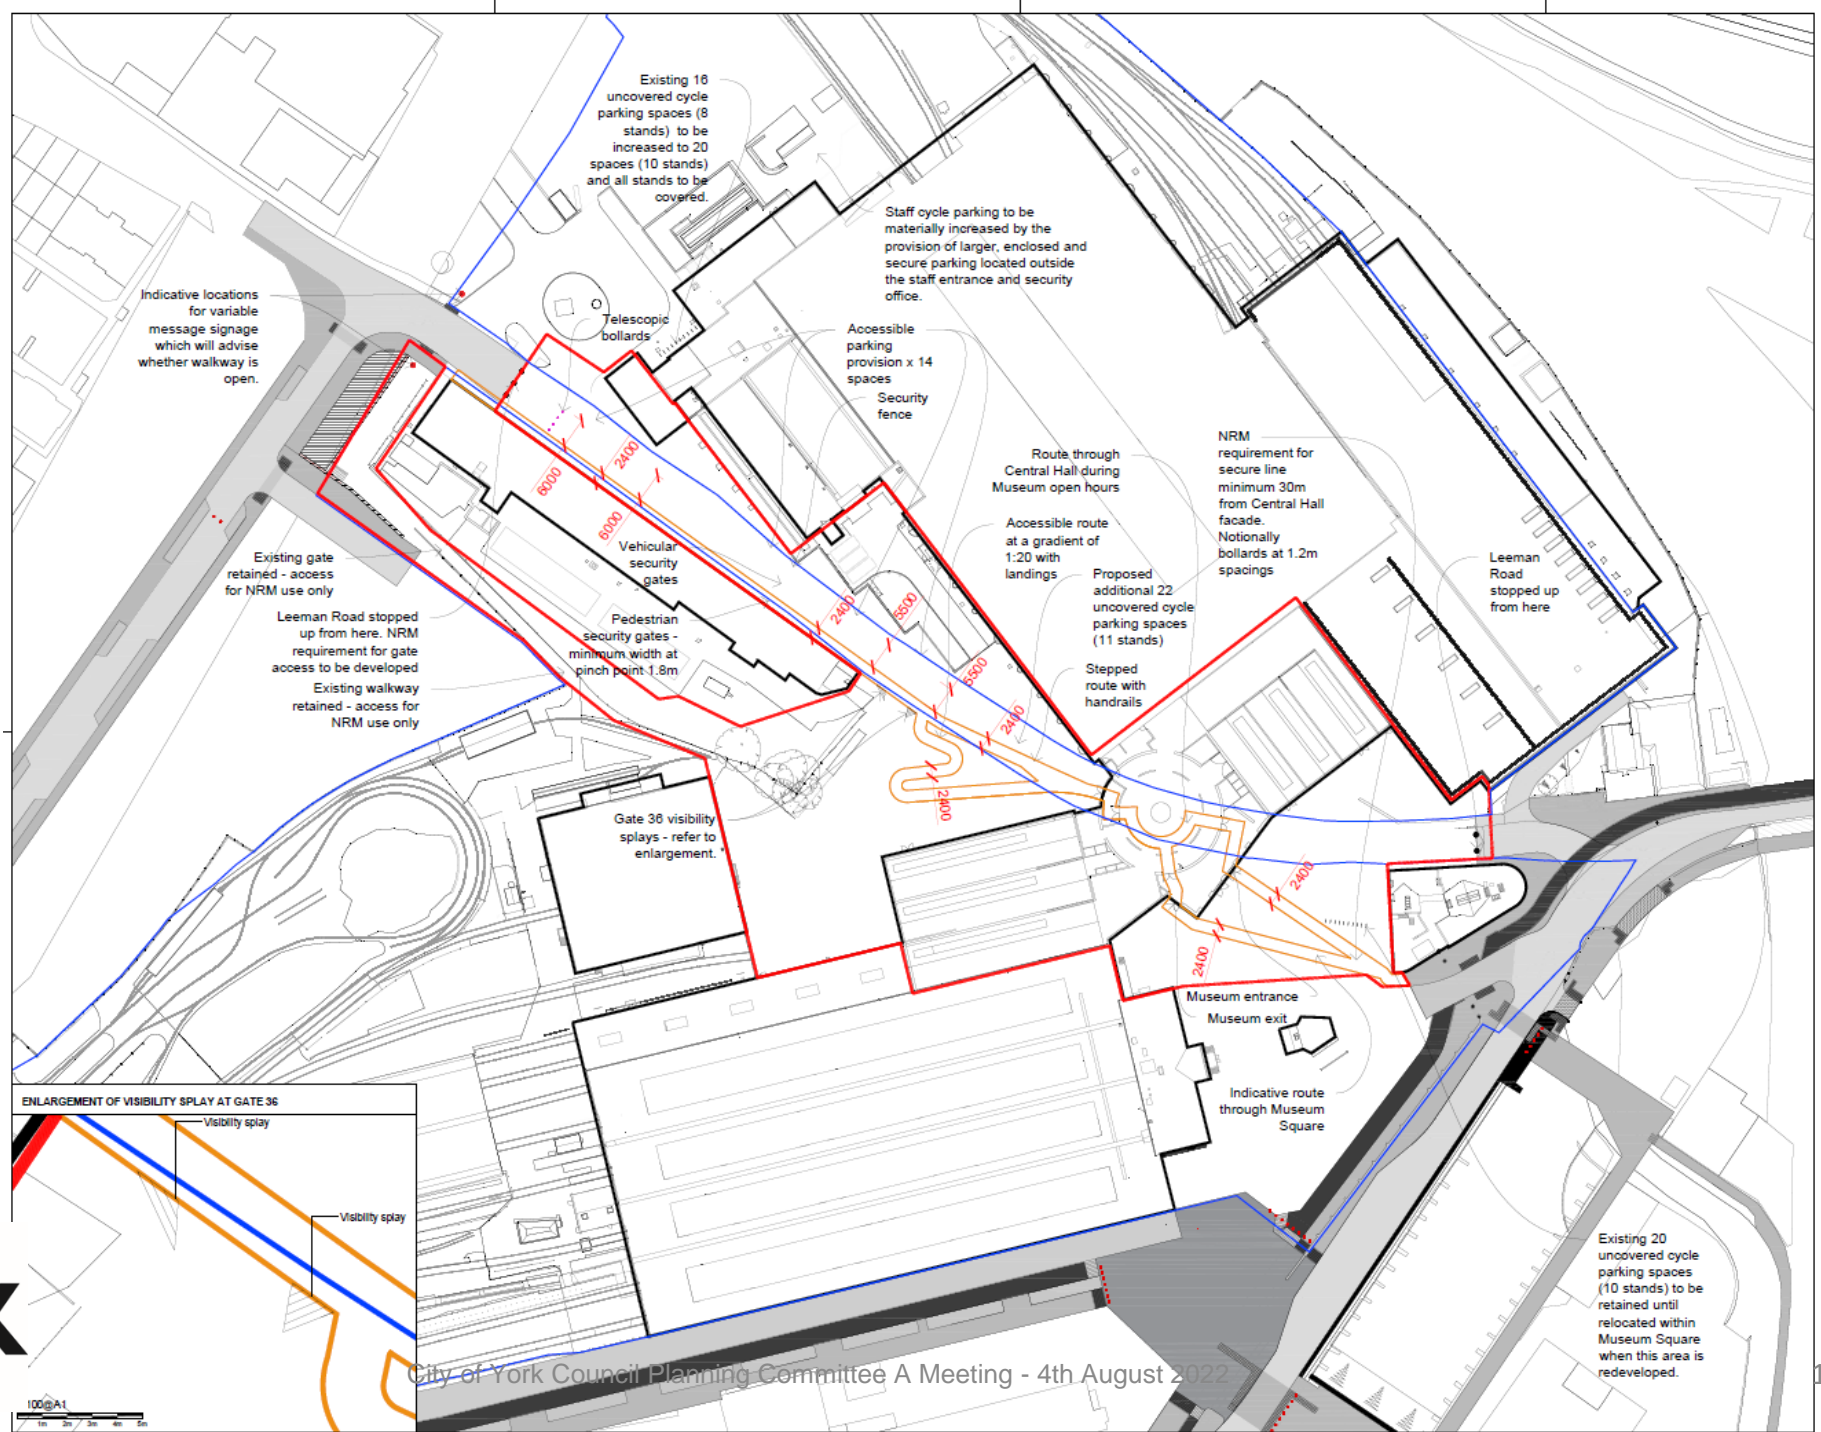 Existing 16
uncovered cycle
parking spaces (8
stands) to be
increased to 20
spaces (10 stands)
and all stands to be
covered.
Staff cycle parking to be
materially increased by the
provision of larger, enclosed and
secure parking located outside
the staff entrance and security
office.
Indicative locations
for variable
message signage
which will advise
whether walkway is
open.
Telescopic
bollards
Accessible
parking
provision x 14
spaces
Security
fence
Route through
Central Hall during
Museum open hours
NRM
requirement for
secure line
minimum 30m
from Central Hall
facade.
Notionally
bollards at 1.2m
spacings
Accessible route
at a gradient of
1:20 with
landings
Leeman
Road
stopped up
from here
Proposed
additional 22
uncovered cycle
parking spaces
(11 stands)
Stepped
route with
handrails
Existing gate
retained - access
for NRM use only
Leeman Road stopped
up from here. NRM
requirement for gate
access to be developed
Existing walkway
retained - access for
NRM use only
Vehicular
security
gates
Pedestrian
security gates -
minimum width at
pinch point 1.8m
6000
2400
6000
2400
5500
5500
2400
2400
2400
2400
Gate 36 visibility
splays - refer to
enlargement.
Museum entrance
Museum exit
Indicative route
through Museum
Square
ENLARGEMENT OF VISIBILITY SPLAY AT GATE 36
Visibility splay
Visibility splay
Existing 20
uncovered cycle
parking spaces
(10 stands) to be
retained until
relocated within
Museum Square
when this area is
redeveloped.
City of York Council Planning Committee A Meeting - 4th August 2022
100@A1
1m 2m 3m 4m 5m